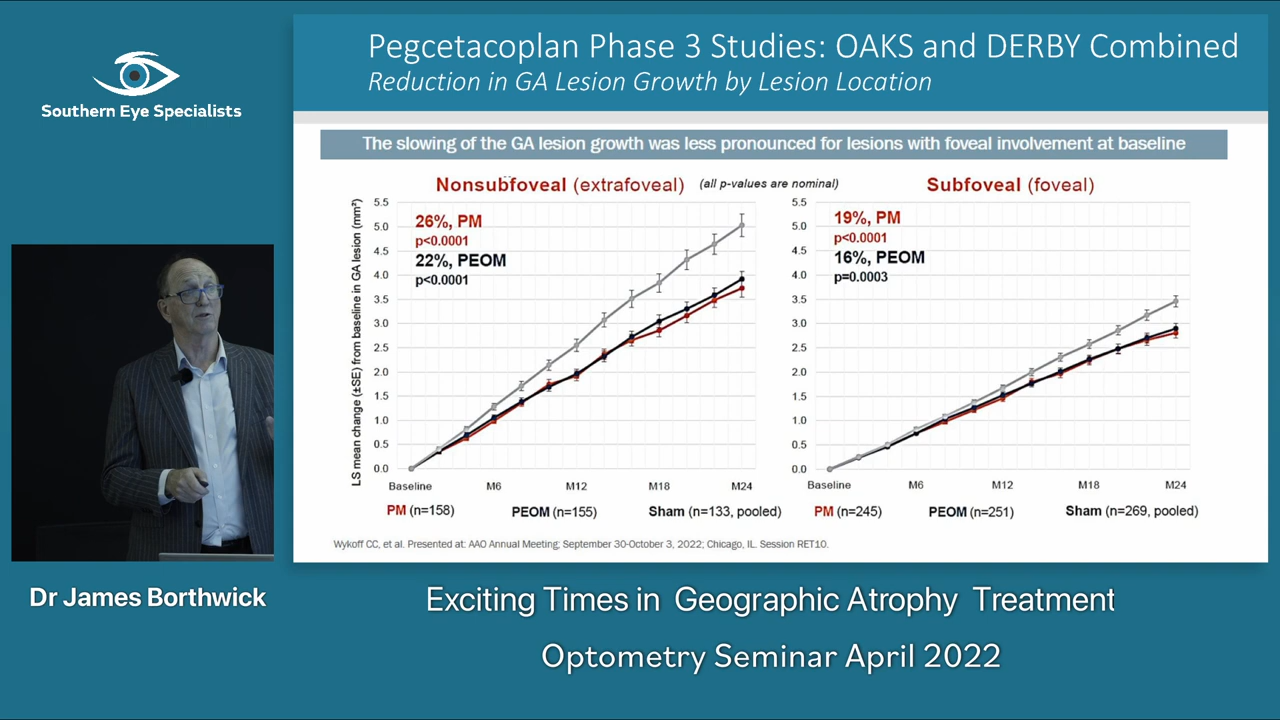 Southern Eye Specialists
Pegcetacoplan Phase 3 Studies: OAKS and DERBY Combined
Reduction in GA Lesion Growth by Lesion Location
The slowing of the GA lesion growth was less pronounced for lesions with foveal involvement at baseline
Nonsubfoveal (extrafoveal)
(all p-values are nominal)
Subfoveal (foveal)
LS mean change (±SE) from baseline in GA lesion (mm²)
5.5
5.0
4.5
4.0
3.5
3.0
2.5
2.0
1.5
1.0
0.5
0.0
26%, PM
p<0.0001
22%, PEOM
p<0.0001
Baseline M6 M12 M18 M24
PM (n=158) PEOM (n=155) Sham (n=133, pooled)
5.5
5.0
4.5
4.0
3.5
3.0
2.5
2.0
1.5
1.0
0.5
0.0
19%, PM
p<0.0001
16%, PEOM
p=0.0003
Baseline M6 M12 M18 M24
PM (n=245) PEOM (n=251) Sham (n=269, pooled)
Wykoff CC, et al. Presented at: AAO Annual Meeting; September 30-October 3, 2022; Chicago, IL. Session RET10.
Dr James Borthwick
Exciting Times in Geographic Atrophy Treatment
Optometry Seminar April 2022